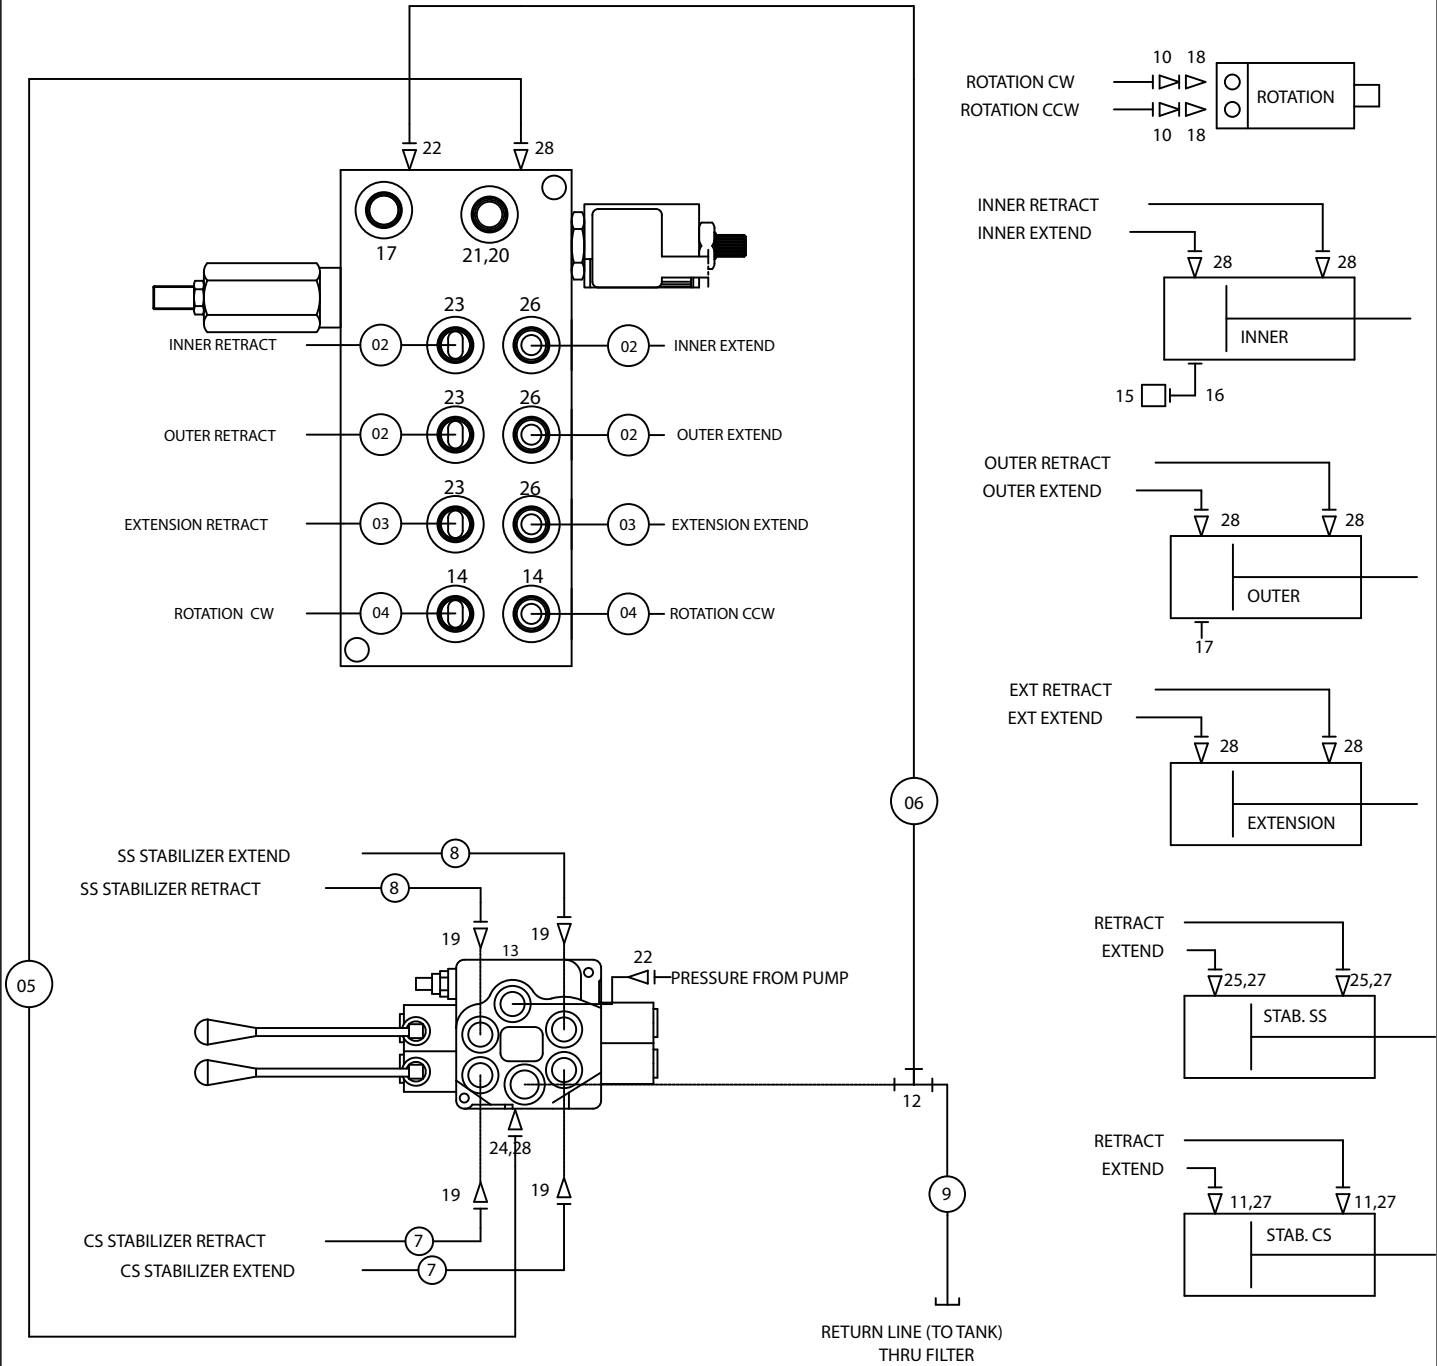 22
28
17
21,20
23
26
INNER RETRACT
02
02
INNER EXTEND
23
26
OUTER RETRACT
02
02
OUTER EXTEND
23
26
EXTENSION RETRACT
03
03
EXTENSION EXTEND
14
14
ROTATION CW
04
04
ROTATION CCW
06
05
SS STABILIZER EXTEND
8
SS STABILIZER RETRACT
8
19
19
13
22
PRESSURE FROM PUMP
12
24,28
19
19
9
CS STABILIZER RETRACT
7
CS STABILIZER EXTEND
7
RETURN LINE (TO TANK)
THRU FILTER
10 18
ROTATION CW
ROTATION CCW
ROTATION
10 18
INNER RETRACT
INNER EXTEND
28
28
INNER
15
16
OUTER RETRACT
OUTER EXTEND
28
28
OUTER
17
EXT RETRACT
EXT EXTEND
28
28
EXTENSION
RETRACT
EXTEND
25,27
25,27
STAB. SS
RETRACT
EXTEND
11,27
11,27
STAB. CS